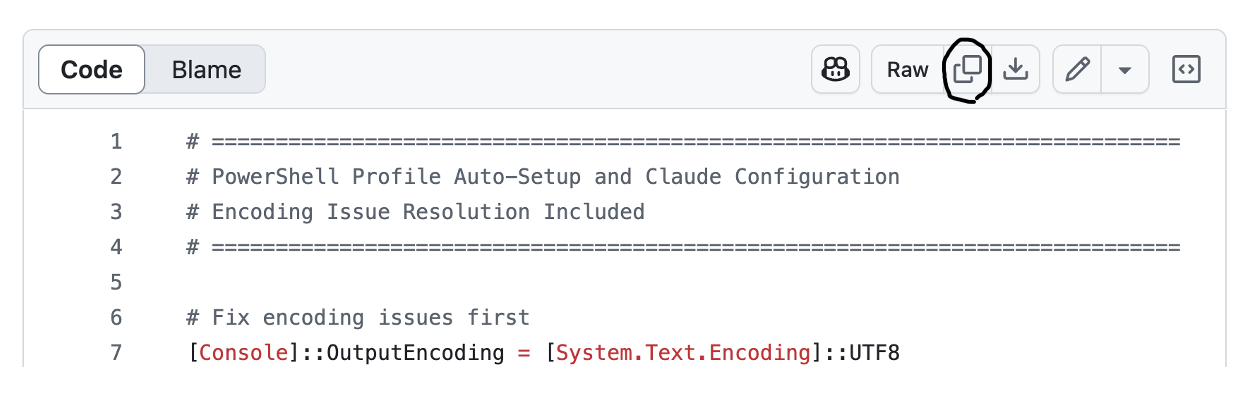 Code Blame Raw
1 # ============================================================================
2 # PowerShell Profile Auto-Setup and Claude Configuration
3 # Encoding Issue Resolution Included
4 # ============================================================================
5
6 # Fix encoding issues first
7 [Console]::OutputEncoding = [System.Text.Encoding]::UTF8